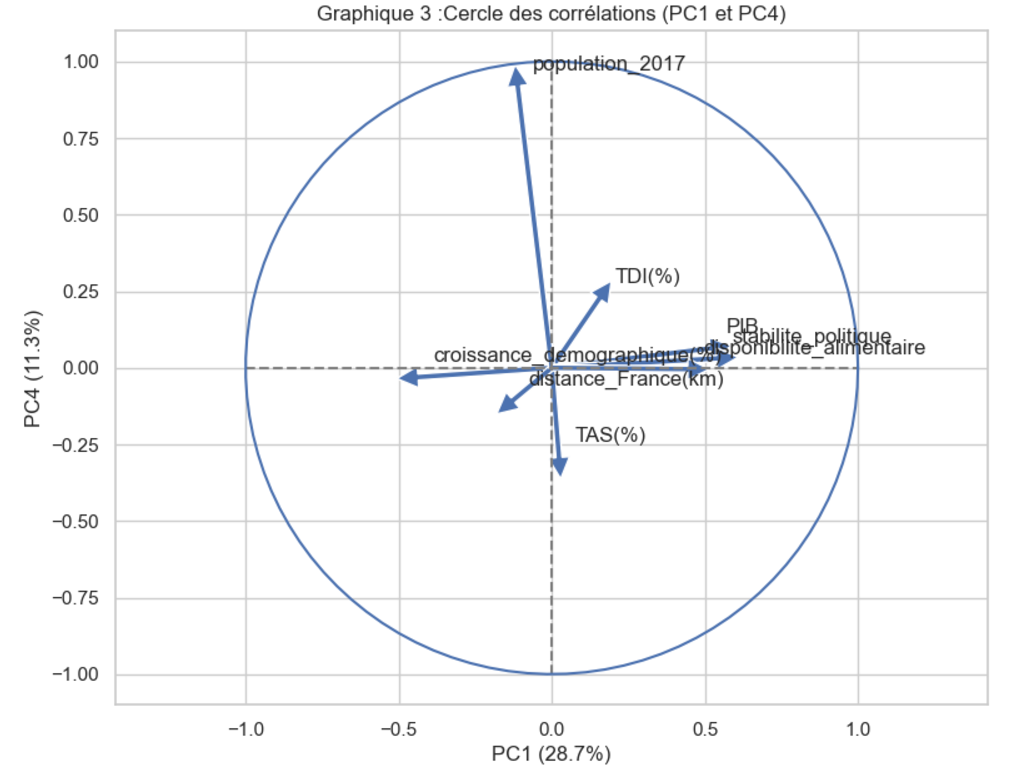 Graphique 3 :Cercle des corrélations (PC1 et PC4)
1.00
0.75
0.50
0.25
0.00
−0.25
−0.50
−0.75
−1.00
PC4 (11.3%)
population_2017
TDI(%)
PIB
stabilite_politique
disponibilite_alimentaire
croissance_demographique(%)
distance_France(km)
TAS(%)
−1.0
−0.5
0.0
0.5
1.0
PC1 (28.7%)